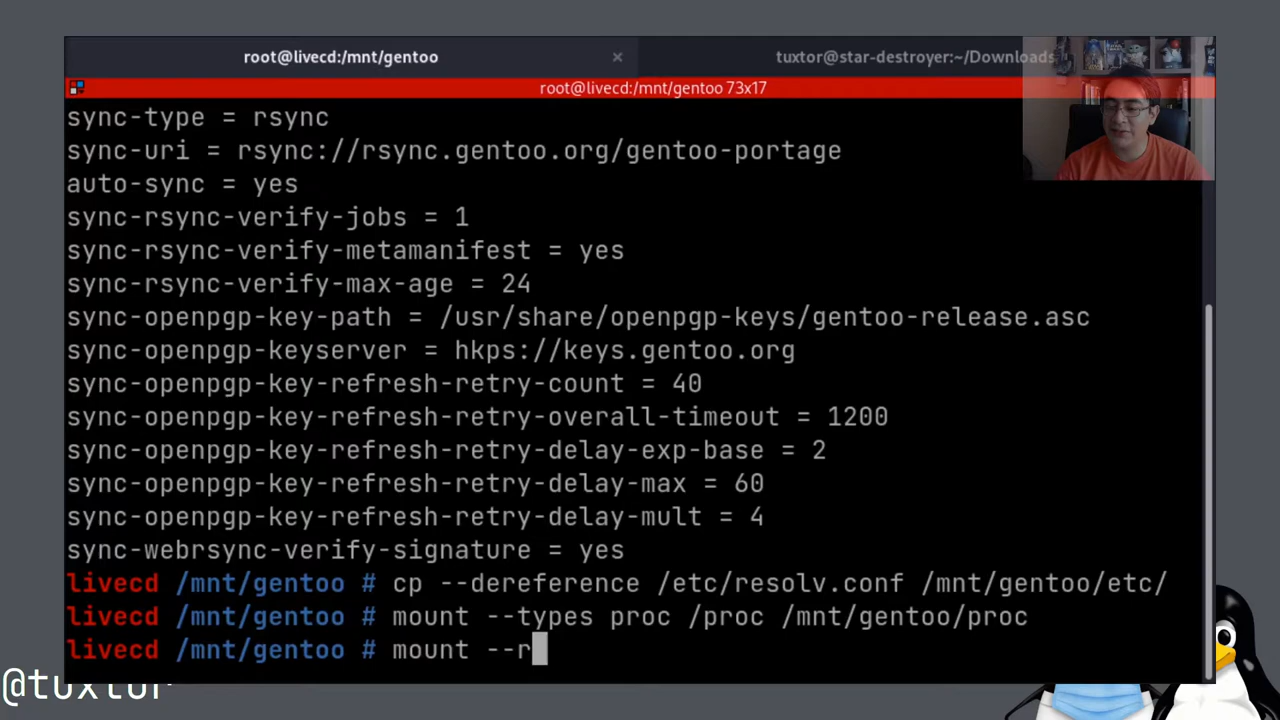 root@livecd:/mnt/gentoo × tuxtor@star-destroyer:~/Downloads
root@livecd:/mnt/gentoo 73x17
sync-type = rsync
sync-uri = rsync://rsync.gentoo.org/gentoo-portage
auto-sync = yes
sync-rsync-verify-jobs = 1
sync-rsync-verify-metamanifest = yes
sync-rsync-verify-max-age = 24
sync-openpgp-key-path = /usr/share/openpgp-keys/gentoo-release.asc
sync-openpgp-keyserver = hkps://keys.gentoo.org
sync-openpgp-key-refresh-retry-count = 40
sync-openpgp-key-refresh-retry-overall-timeout = 1200
sync-openpgp-key-refresh-retry-delay-exp-base = 2
sync-openpgp-key-refresh-retry-delay-max = 60
sync-openpgp-key-refresh-retry-delay-mult = 4
sync-webrsync-verify-signature = yes
livecd /mnt/gentoo # cp --dereference /etc/resolv.conf /mnt/gentoo/etc/
livecd /mnt/gentoo # mount --types proc /proc /mnt/gentoo/proc
livecd /mnt/gentoo # mount --r
@tuxtor